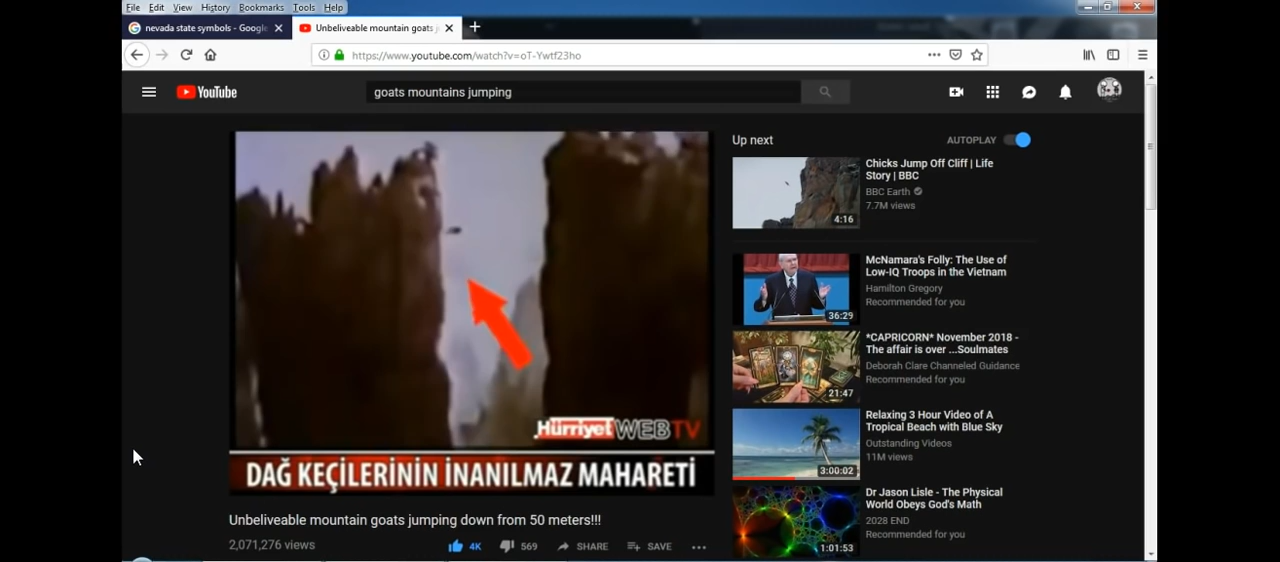 File Edit View History Bookmarks Tools Help
nevada state symbols - Google
Unbeliveable mountain goats j
https://www.youtube.com/watch?v=oT-Ywtf23ho
YouTube
goats mountains jumping
Up next
AUTOPLAY
Chicks Jump Off Cliff | Life
Story | BBC
BBC Earth
7.7M views
4:16
McNamara's Folly: The Use of
Low-IQ Troops in the Vietnam
Hamilton Gregory
Recommended for you
36:29
*CAPRICORN* November 2018 -
The affair is over ...Soulmates
Deborah Clare Channeled Guidance
Recommended for you
21:47
Relaxing 3 Hour Video of A
Tropical Beach with Blue Sky
Outstanding Videos
11M views
3:00:02
Dr Jason Lisle - The Physical
World Obeys God's Math
2028 END
Recommended for you
1:01:53
Hürriyet WEBTV
DAĞ KEÇİLERİNİN İNANILMAZ MAHARETİ
Unbeliveable mountain goats jumping down from 50 meters!!!
2,071,276 views
4K 569 SHARE SAVE